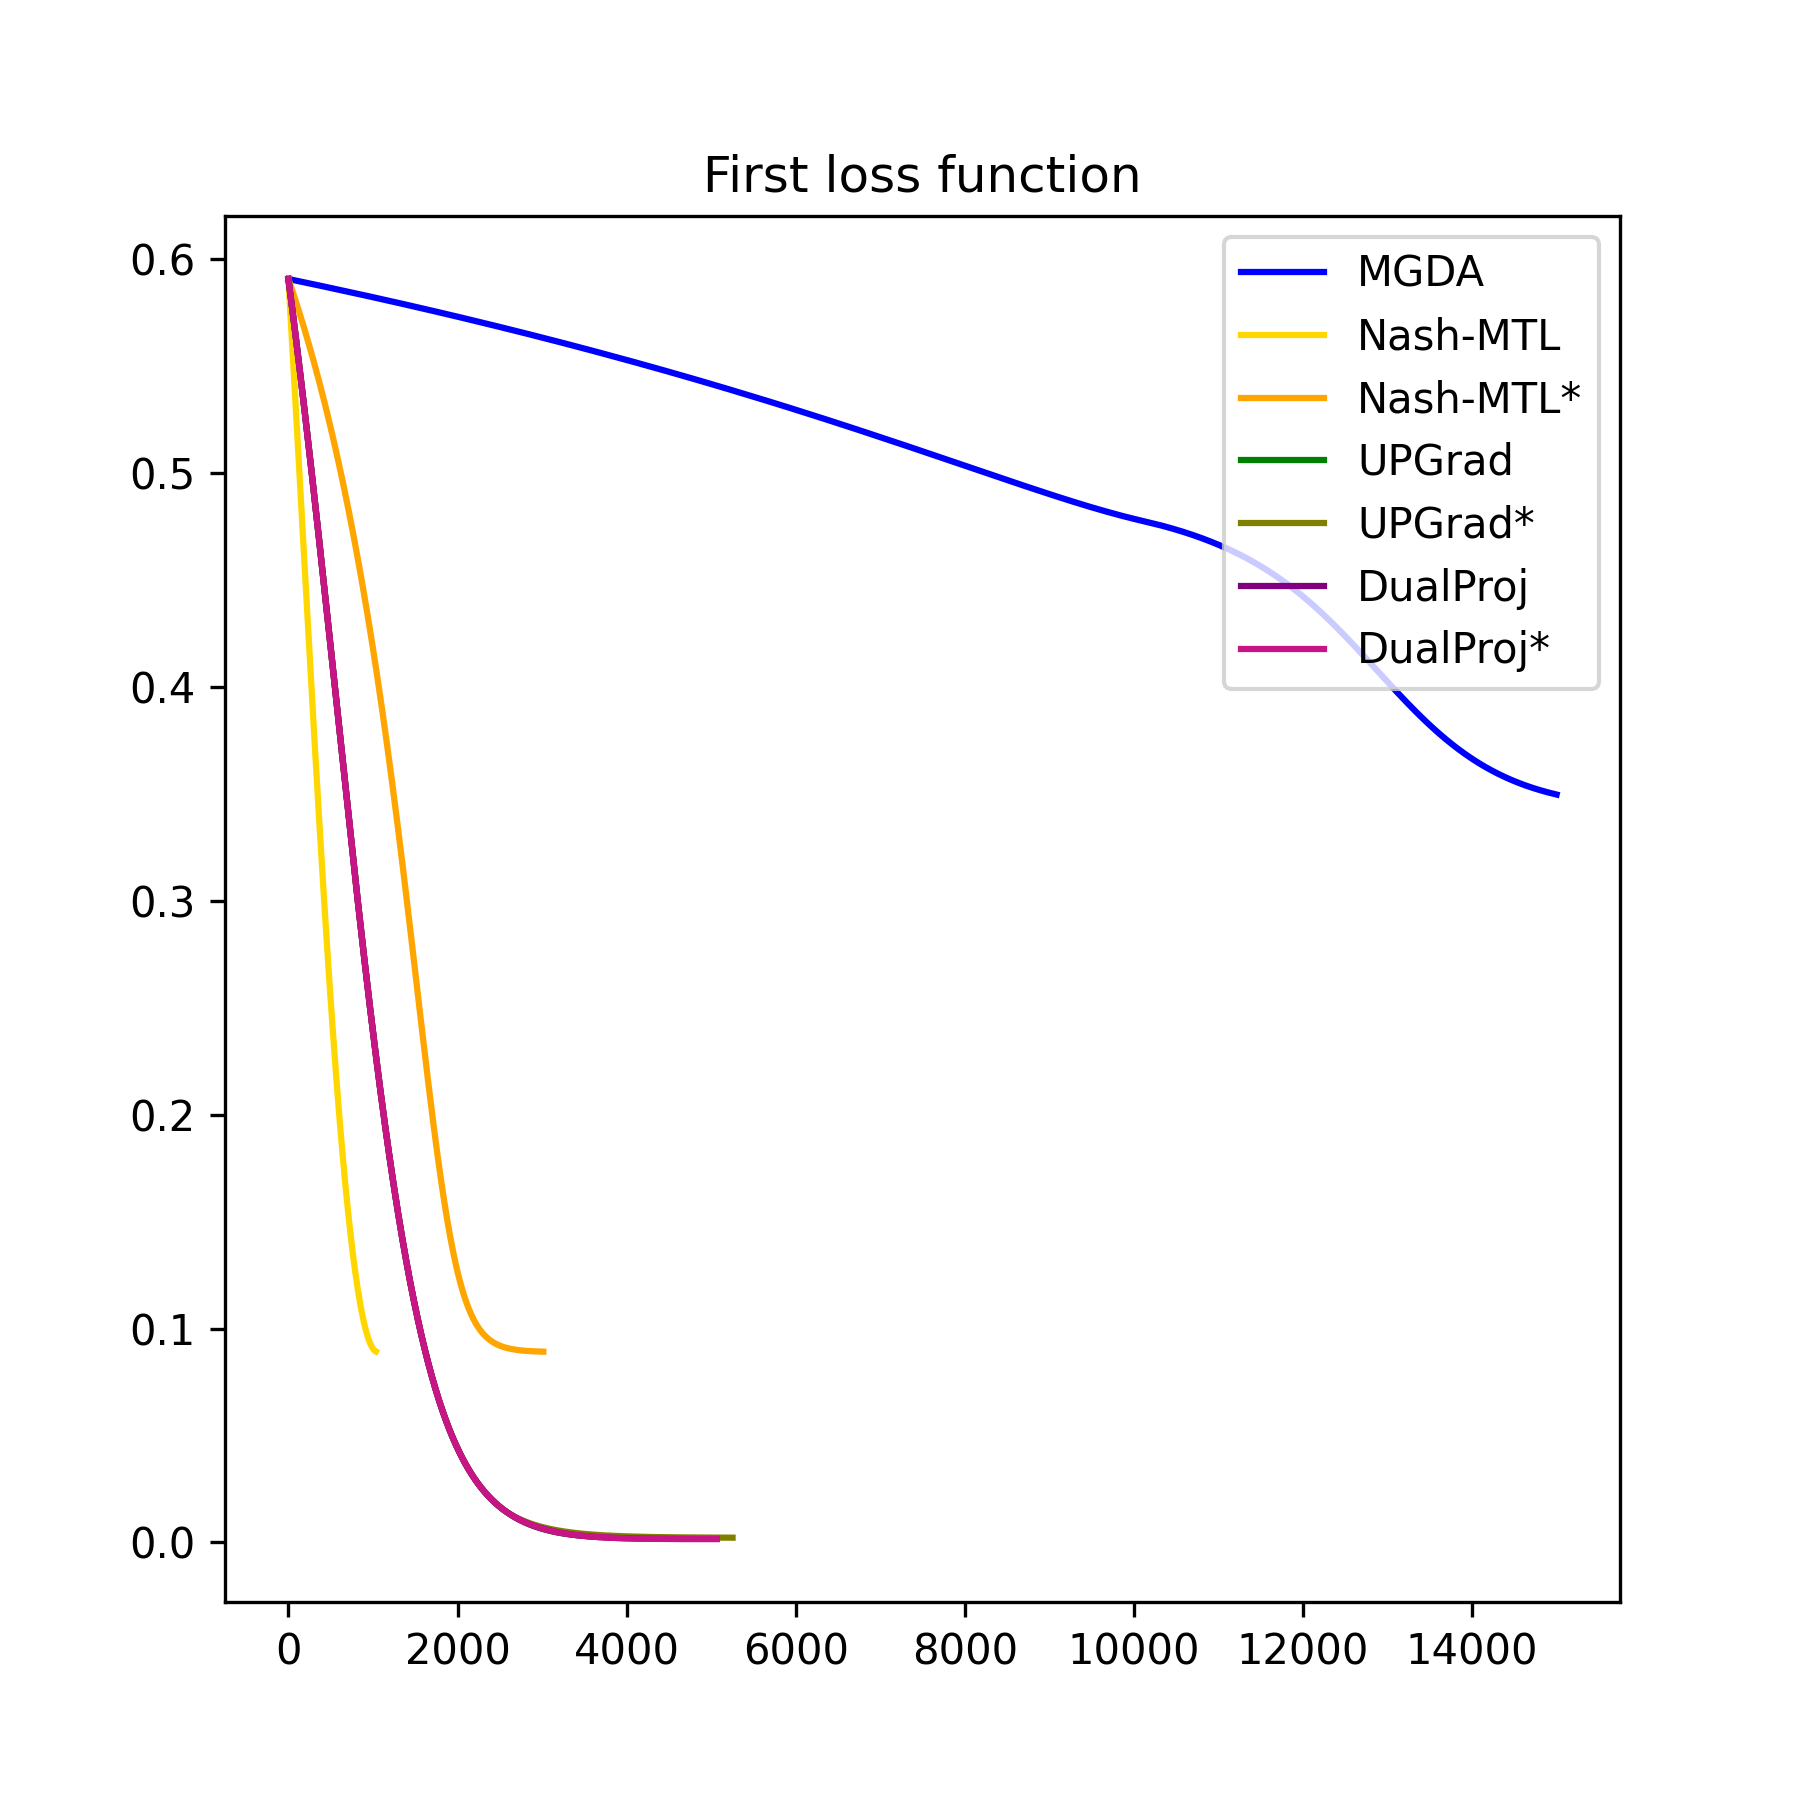 First loss function
0.6
0.5
0.4
0.3
0.2
0.1
0.0
MGDA
Nash-MTL
Nash-MTL*
UPGrad
UPGrad*
DualProj
DualProj*
0 2000 4000 6000 8000 10000 12000 14000